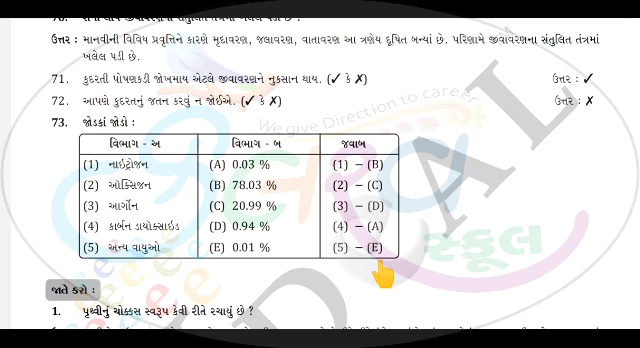 ઉત્તર : માનવીની વિવિધ પ્રવૃત્તિને કારણે મૃદાવરણ, જલાવરણ, વાતાવરણ આ ત્રણેય દૂષિત બન્યાં છે. પરિણામે જીવાવરણના સંતુલિત તંત્રમાં
ખલેલ પડી છે.
71. કુદરતી પોષણકડી જોખમાય એટલે જીવાવરણને નુકસાન થાય. (✓ કે ✗) ઉત્તર : ✓
72. આપણે કુદરતનું જતન કરવું ન જોઈએ. (✓ કે ✗) ઉત્તર : ✗
We give Direction to career
73. જોડકાં જોડો :
વિભાગ - અ વિભાગ - બ જવાબ
(1) નાઇટ્રોજન (A) 0.03 % (1) – (B)
(2) ઑક્સિજન (B) 78.03 % (2) – (C)
(3) આર્ગોન (C) 20.99 % (3) – (D)
(4) કાર્બન ડાયોક્સાઇડ (D) 0.94 % (4) – (A)
(5) અન્ય વાયુઓ (E) 0.01 % (5) – (E)
સ્કૂલ
જાતે કરો :
1. પૃથ્વીનું ચોક્કસ સ્વરૂપ કેવી રીતે રચાયું છે ?